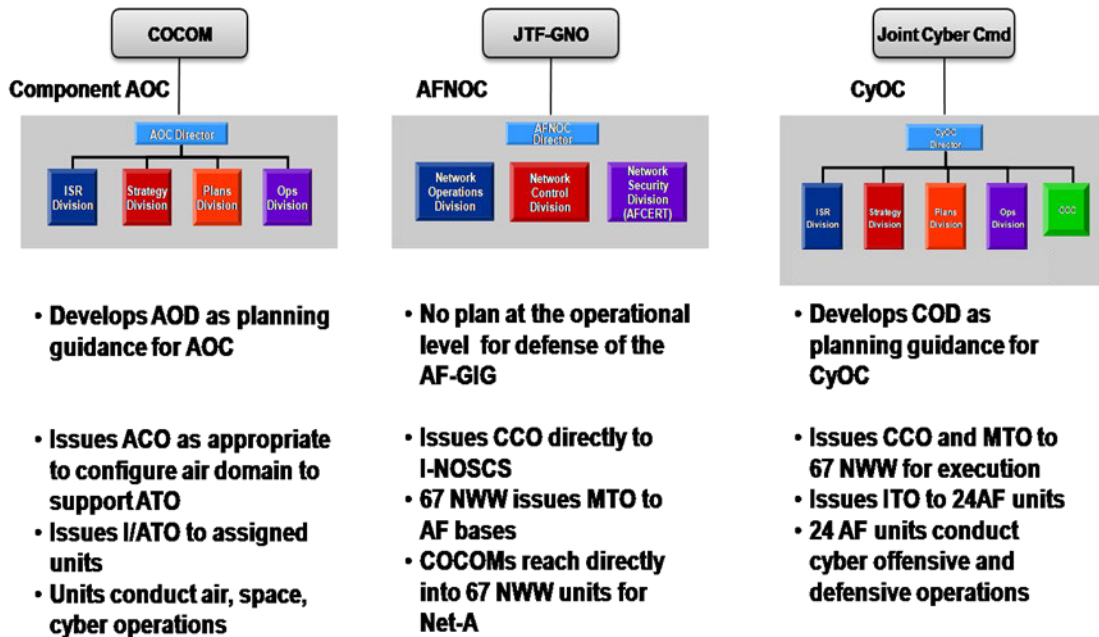 COCOM
Component AOC
AOC Director
ISR
Division
Strategy
Division
Plans
Division
Ops
Division
• Develops AOD as planning
guidance for AOC
• Issues ACO as appropriate
to configure air domain to
support ATO
• Issues I/ATO to assigned
units
• Units conduct air, space,
cyber operations
JTF-GNO
AFNOC
AFNOC
Director
Network
Operations
Division
Network
Control
Division
Network
Security
Division
(AFCERT)
• No plan at the operational
level for defense of the
AF-GIG
• Issues CCO directly to
I-NOSCS
• 67 NWW issues MTO to
AF bases
• COCOMs reach directly
into 67 NWW units for
Net-A
Joint Cyber Cmd
CyOC
CyOC
Director
ISR
Division
Strategy
Division
Plans
Division
Ops
Division
• Develops COD as
planning guidance for
CyOC
• Issues CCO and MTO to
67 NWW for execution
• Issues ITO to 24AF units
• 24 AF units conduct
cyber offensive and
defensive operations